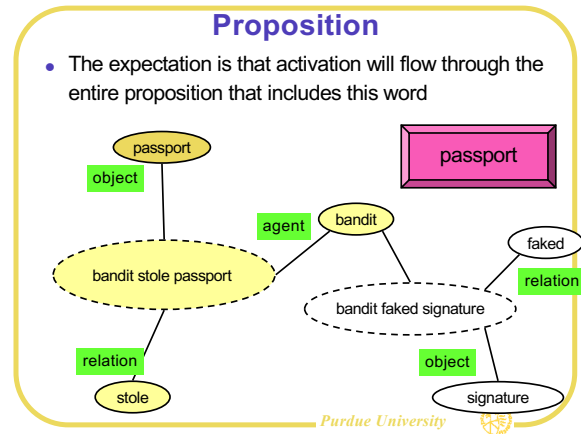 Proposition
• The expectation is that activation will flow through the
entire proposition that includes this word
passport
object
passport
agent
bandit
faked
bandit stole passport
relation
bandit faked signature
relation
object
stole
signature
Purdue University